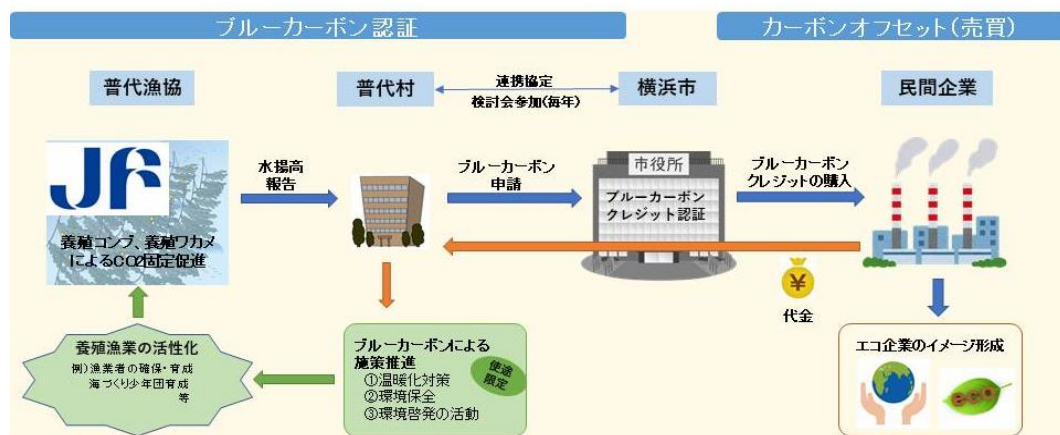 ブルーカーボン認証
カーボンオフセット(売買)
普代漁協
普代村
連携協定
検討会参加(毎年)
横浜市
民間企業
JF
養殖コンブ、養殖ワカメ
によるCO2固定促進
水揚高
報告
ブルーカーボン
申請
市役所
ブルーカーボン
クレジット認証
ブルーカーボン
クレジットの購入
¥
代金
養殖漁業の活性化
例)漁業者の確保・育成
海づくり少年団育成
等
ブルーカーボンによる
施策推進
使途
限定
①温暖化対策
②環境保全
③環境啓発の活動
エコ企業のイメージ形成
eco